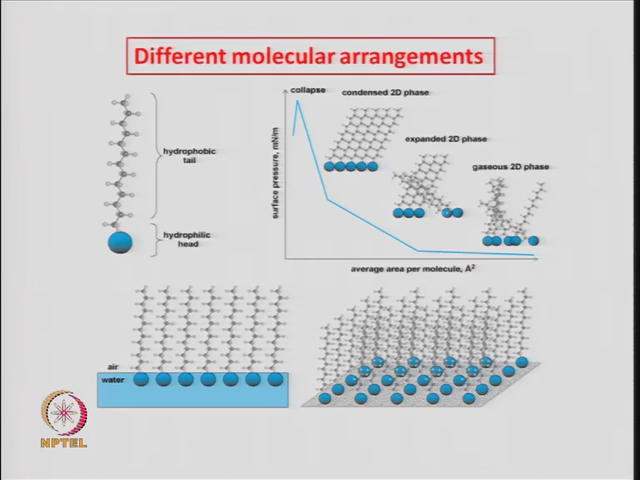 Different molecular arrangements
hydrophobic
tail
hydrophilic
head
collapse
condensed 2D phase
expanded 2D phase
gaseous 2D phase
surface pressure, mN/m
average area per molecule, Å²
air
water
NPTEL